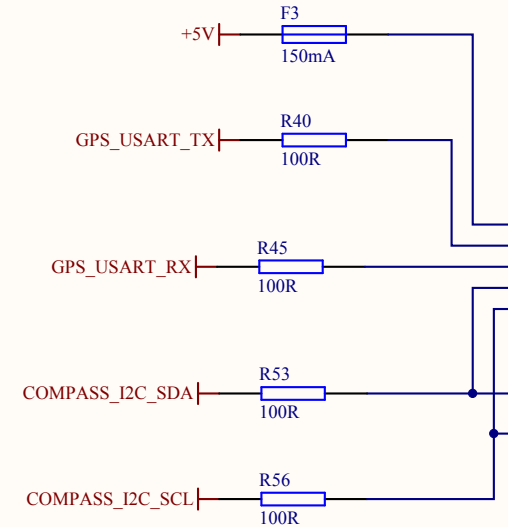 F3
+5V
150mA
R40
GPS_USART_TX
100R
R45
GPS_USART_RX
100R
R53
COMPASS_I2C_SDA
100R
R56
COMPASS_I2C_SCL
100R